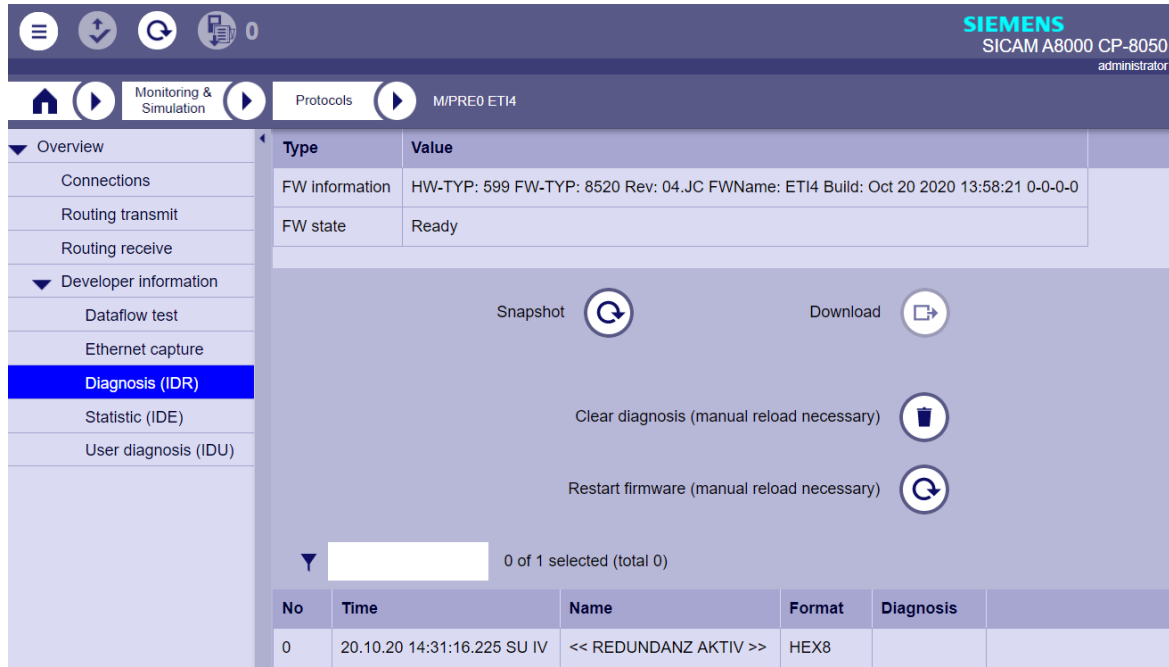 0
SIEMENS
SICAM A8000 CP-8050
administrator
Monitoring &
Simulation
Protocols
M/PRE0 ETI4
Overview
Connections
Routing transmit
Routing receive
Developer information
Dataflow test
Ethernet capture
Diagnosis (IDR)
Statistic (IDE)
User diagnosis (IDU)
Type Value
FW information HW-TYP: 599 FW-TYP: 8520 Rev: 04.JC FWName: ETI4 Build: Oct 20 2020 13:58:21 0-0-0-0
FW state Ready
Snapshot Download
Clear diagnosis (manual reload necessary)
Restart firmware (manual reload necessary)
0 of 1 selected (total 0)
No Time Name Format Diagnosis
0 20.10.20 14:31:16.225 SU IV << REDUNDANZ AKTIV >> HEX8